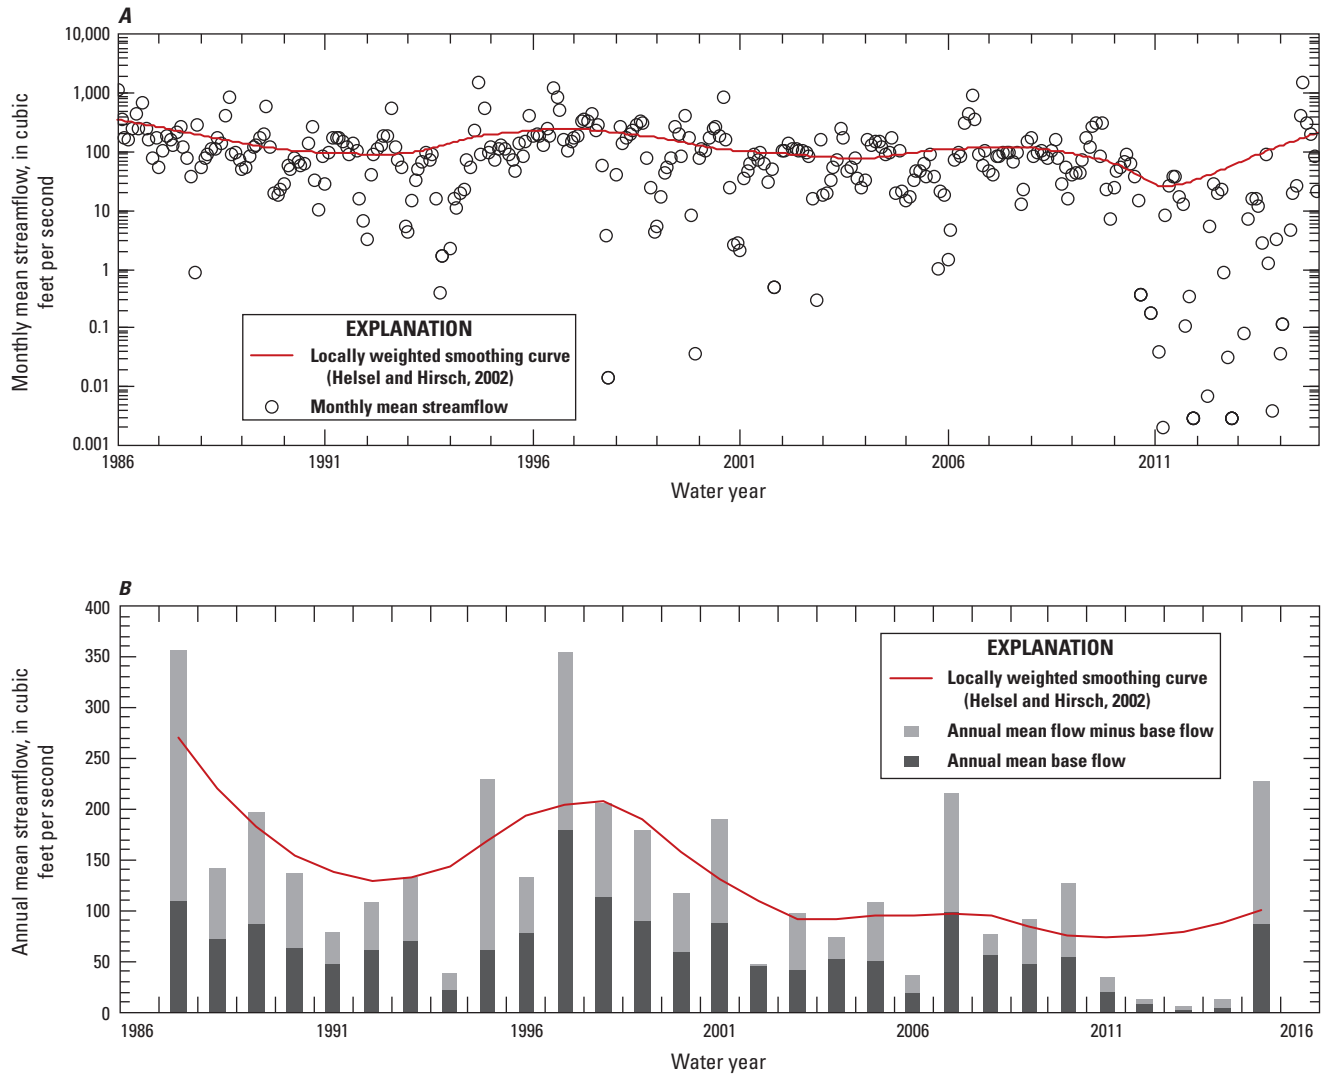 A
10,000
1,000
100
10
1
0.1
0.01
0.001
Monthly mean streamflow, in cubic
feet per second
EXPLANATION
Locally weighted smoothing curve
(Helsel and Hirsch, 2002)
Monthly mean streamflow
1986 1991 1996 2001 2006 2011
Water year
B
400
350
300
250
200
150
100
50
0
Annual mean streamflow, in cubic
feet per second
EXPLANATION
Locally weighted smoothing curve
(Helsel and Hirsch, 2002)
Annual mean flow minus base flow
Annual mean base flow
1986 1991 1996 2001 2006 2011 2016
Water year